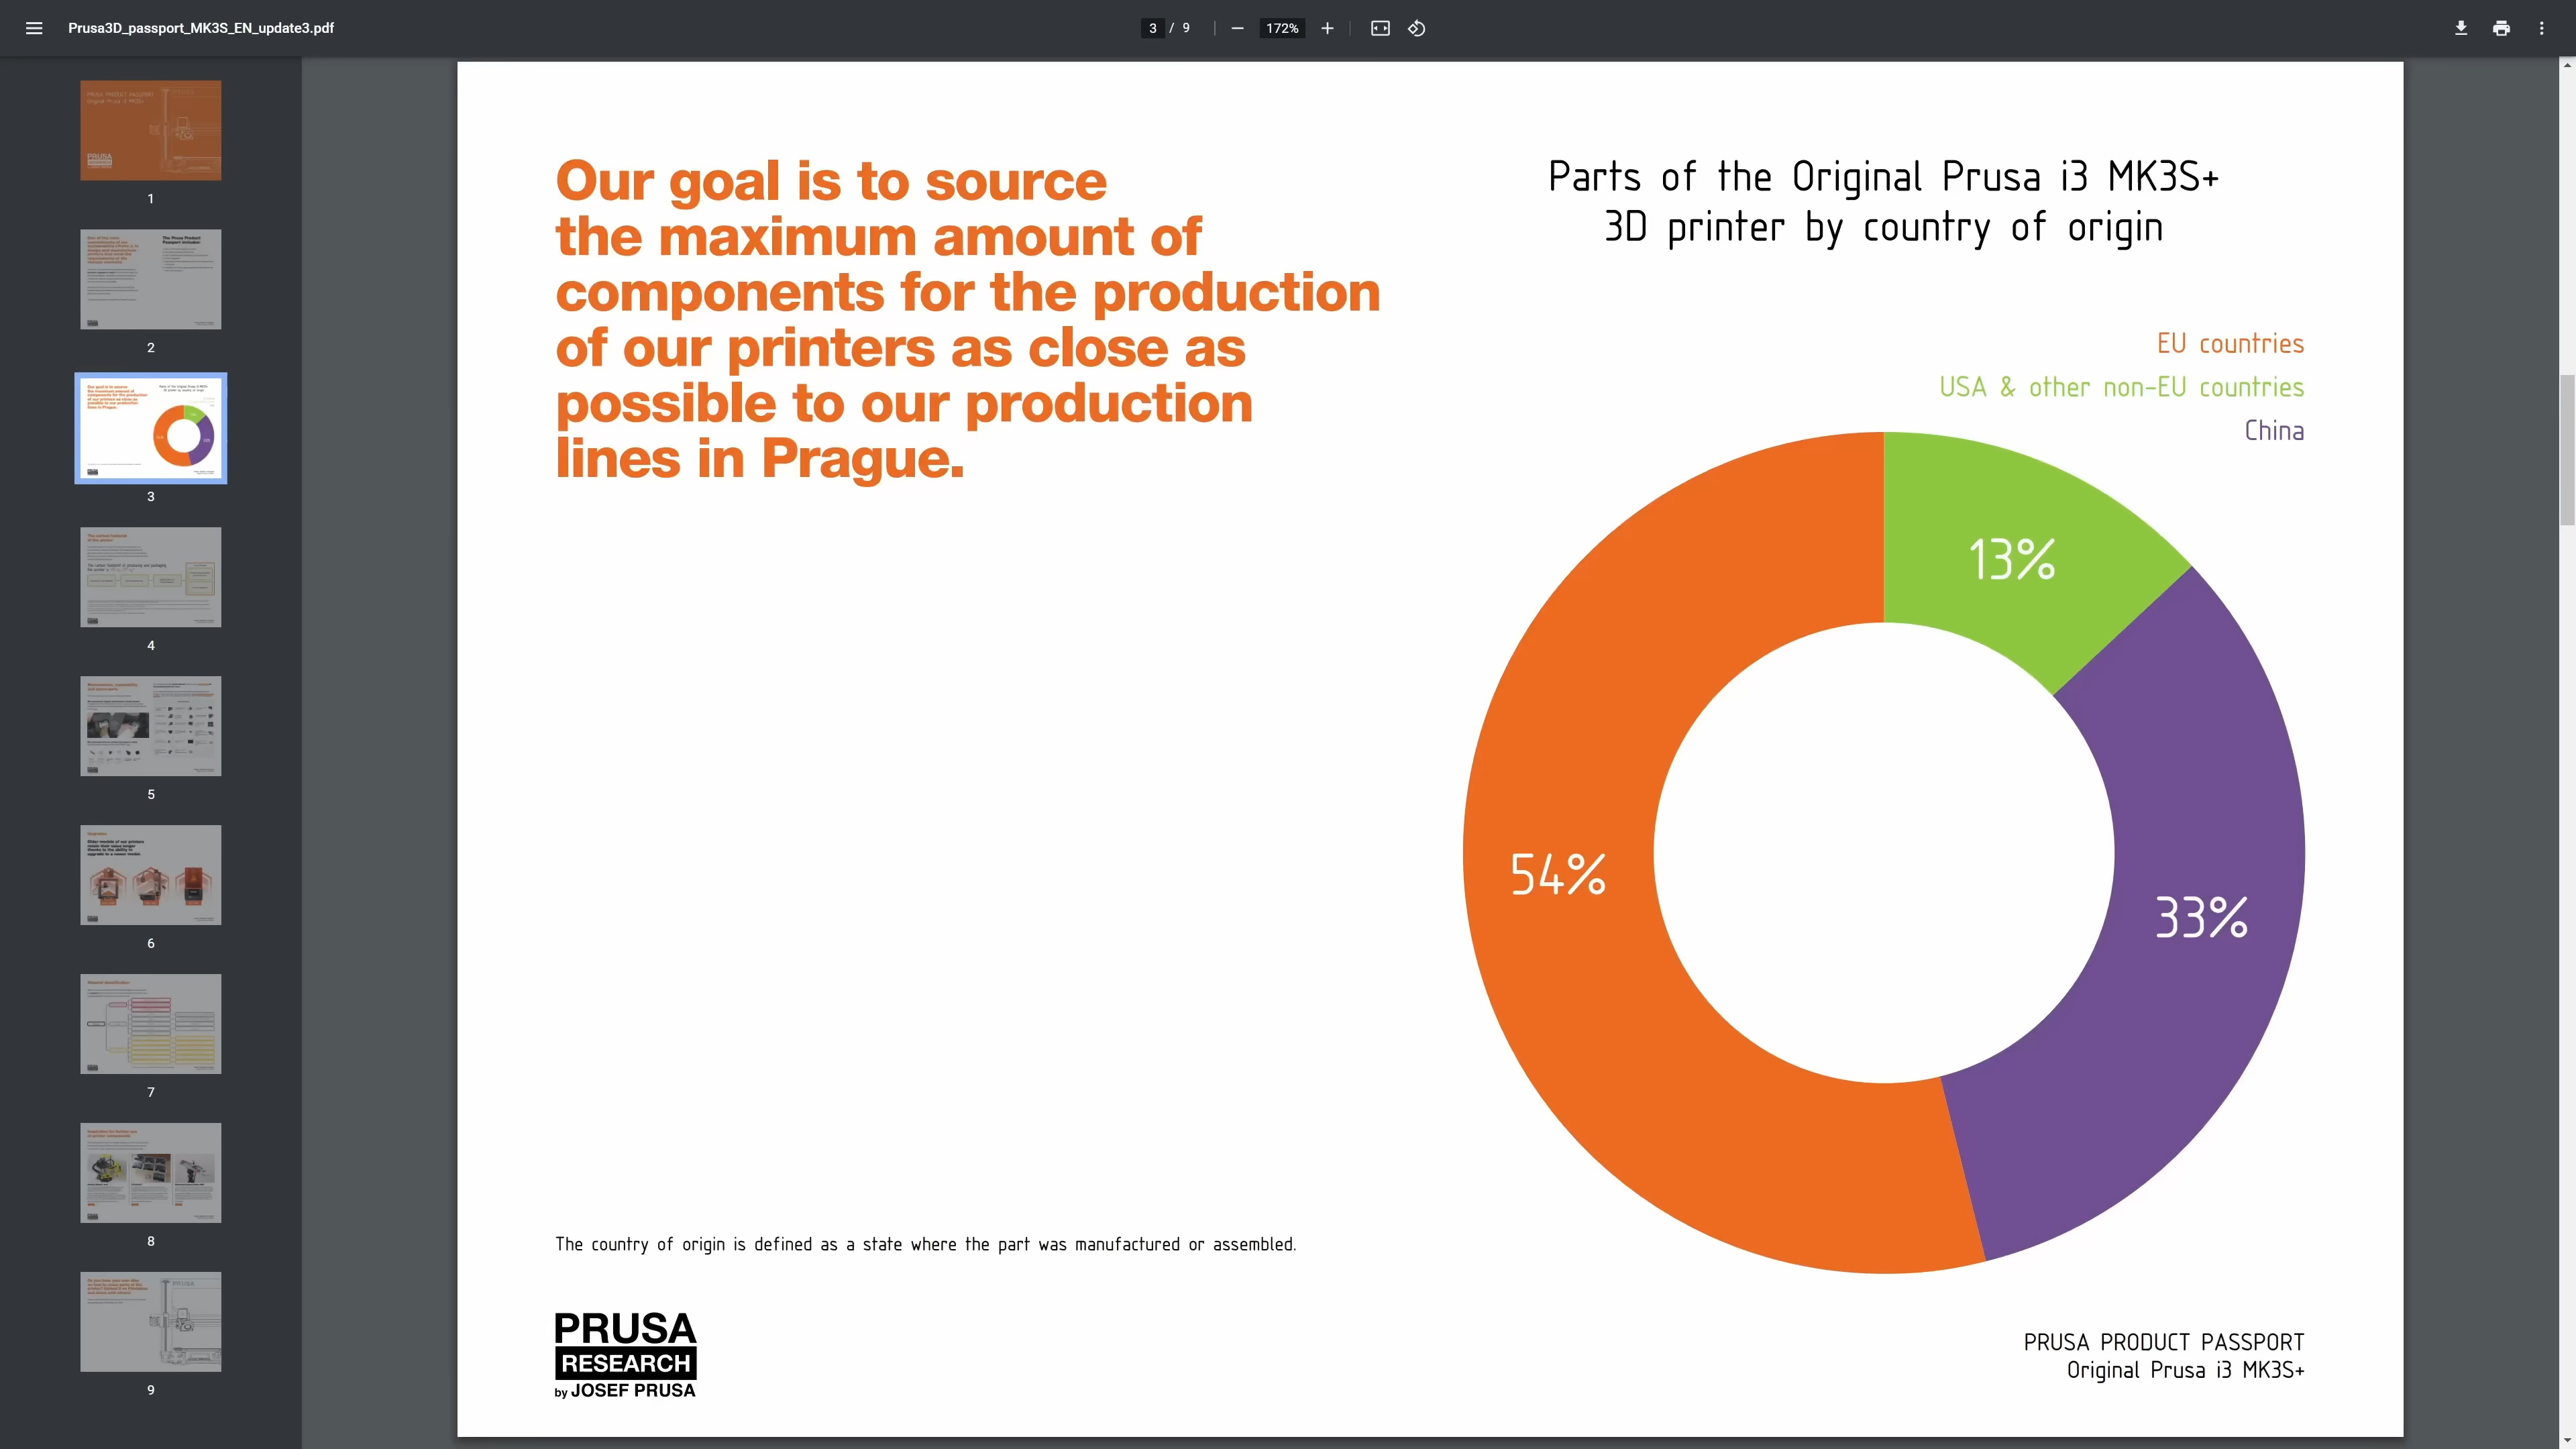 Prusa3D_passport_MK3S_EN_update3.pdf
3 / 9
172%
1
2
3
4
5
6
7
8
9
Our goal is to source
the maximum amount of
components for the production
of our printers as close as
possible to our production
lines in Prague.
Parts of the Original Prusa i3 MK3S+
3D printer by country of origin
EU countries
USA & other non-EU countries
China
13%
54%
33%
The country of origin is defined as a state where the part was manufactured or assembled.
PRUSA
RESEARCH
by JOSEF PRUSA
PRUSA PRODUCT PASSPORT
Original Prusa i3 MK3S+